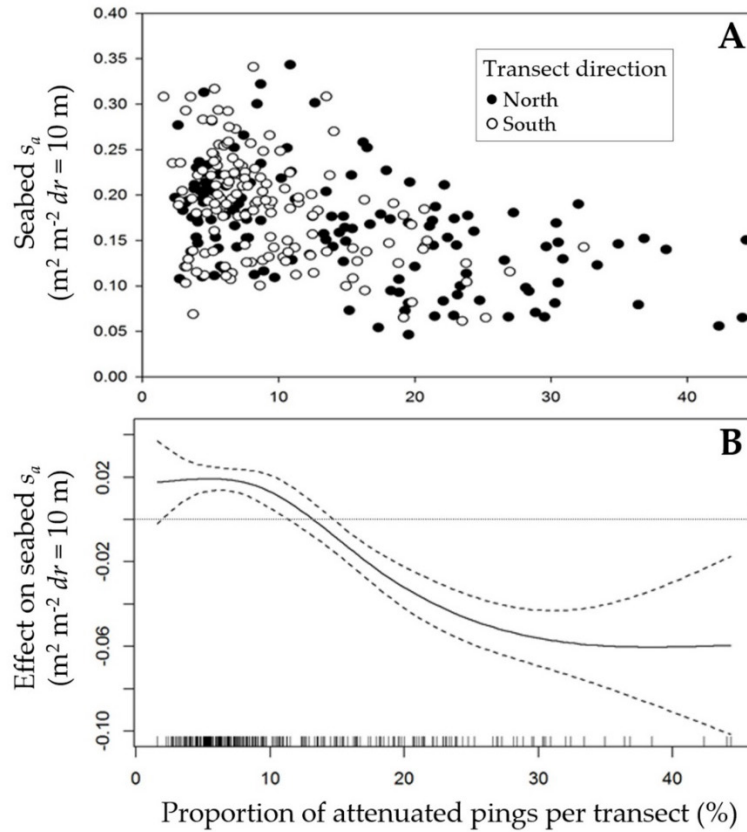 A
0.40
0.35
0.30
0.25
0.20
0.15
0.10
0.05
0.00
Seabed sₐ
(m² m⁻² dr = 10 m)
Transect direction
North
South
0 10 20 30 40
B
0.02
-0.02
-0.06
-0.10
Effect on seabed sₐ
(m² m⁻² dr = 10 m)
0 10 20 30 40
Proportion of attenuated pings per transect (%)